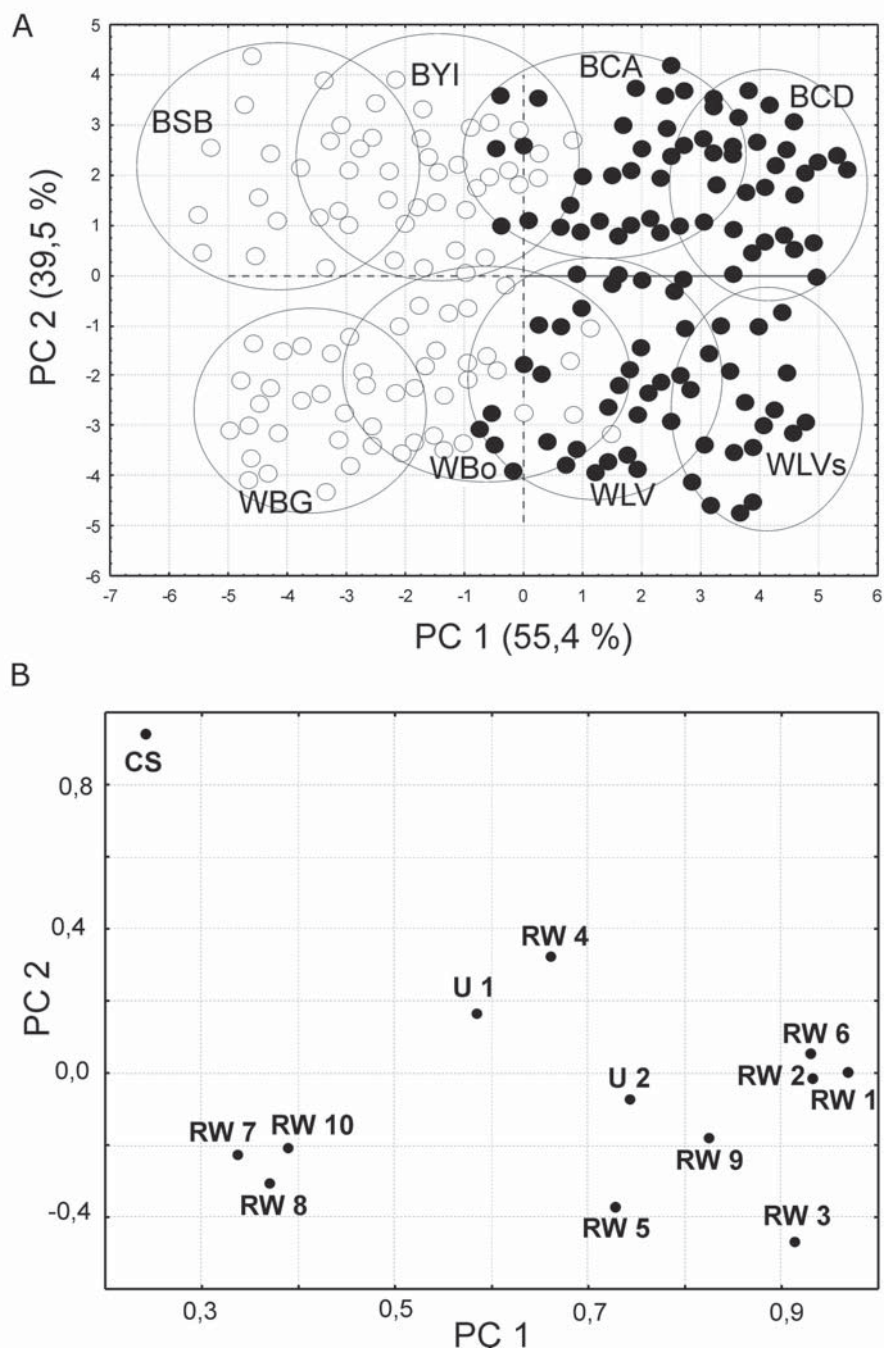 A
5
4
3
2
1
0
-1
-2
-3
-4
-5
-6
PC 2 (39,5 %)
BSB
BYI
BCA
BCD
WBG
WBo
WLV
WLVs
-7 -6 -5 -4 -3 -2 -1 0 1 2 3 4 5 6
PC 1 (55,4 %)
B
0,8
0,4
0,0
-0,4
PC 2
CS
RW 4
U 1
RW 6
U 2
RW 2
RW 1
RW 7
RW 10
RW 9
RW 8
RW 5
RW 3
0,3 0,5 0,7 0,9
PC 1